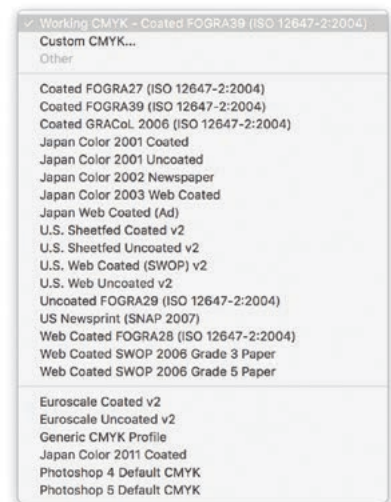 ✓ Working CMYK - Coated FOGRA39 (ISO 12647-2:2004)
Custom CMYK...
Other
Coated FOGRA27 (ISO 12647-2:2004)
Coated FOGRA39 (ISO 12647-2:2004)
Coated GRACoL 2006 (ISO 12647-2:2004)
Japan Color 2001 Coated
Japan Color 2001 Uncoated
Japan Color 2002 Newspaper
Japan Color 2003 Web Coated
Japan Web Coated (Ad)
U.S. Sheetfed Coated v2
U.S. Sheetfed Uncoated v2
U.S. Web Coated (SWOP) v2
U.S. Web Uncoated v2
Uncoated FOGRA29 (ISO 12647-2:2004)
US Newsprint (SNAP 2007)
Web Coated FOGRA28 (ISO 12647-2:2004)
Web Coated SWOP 2006 Grade 3 Paper
Web Coated SWOP 2006 Grade 5 Paper
Euroscale Coated v2
Euroscale Uncoated v2
Generic CMYK Profile
Japan Color 2011 Coated
Photoshop 4 Default CMYK
Photoshop 5 Default CMYK